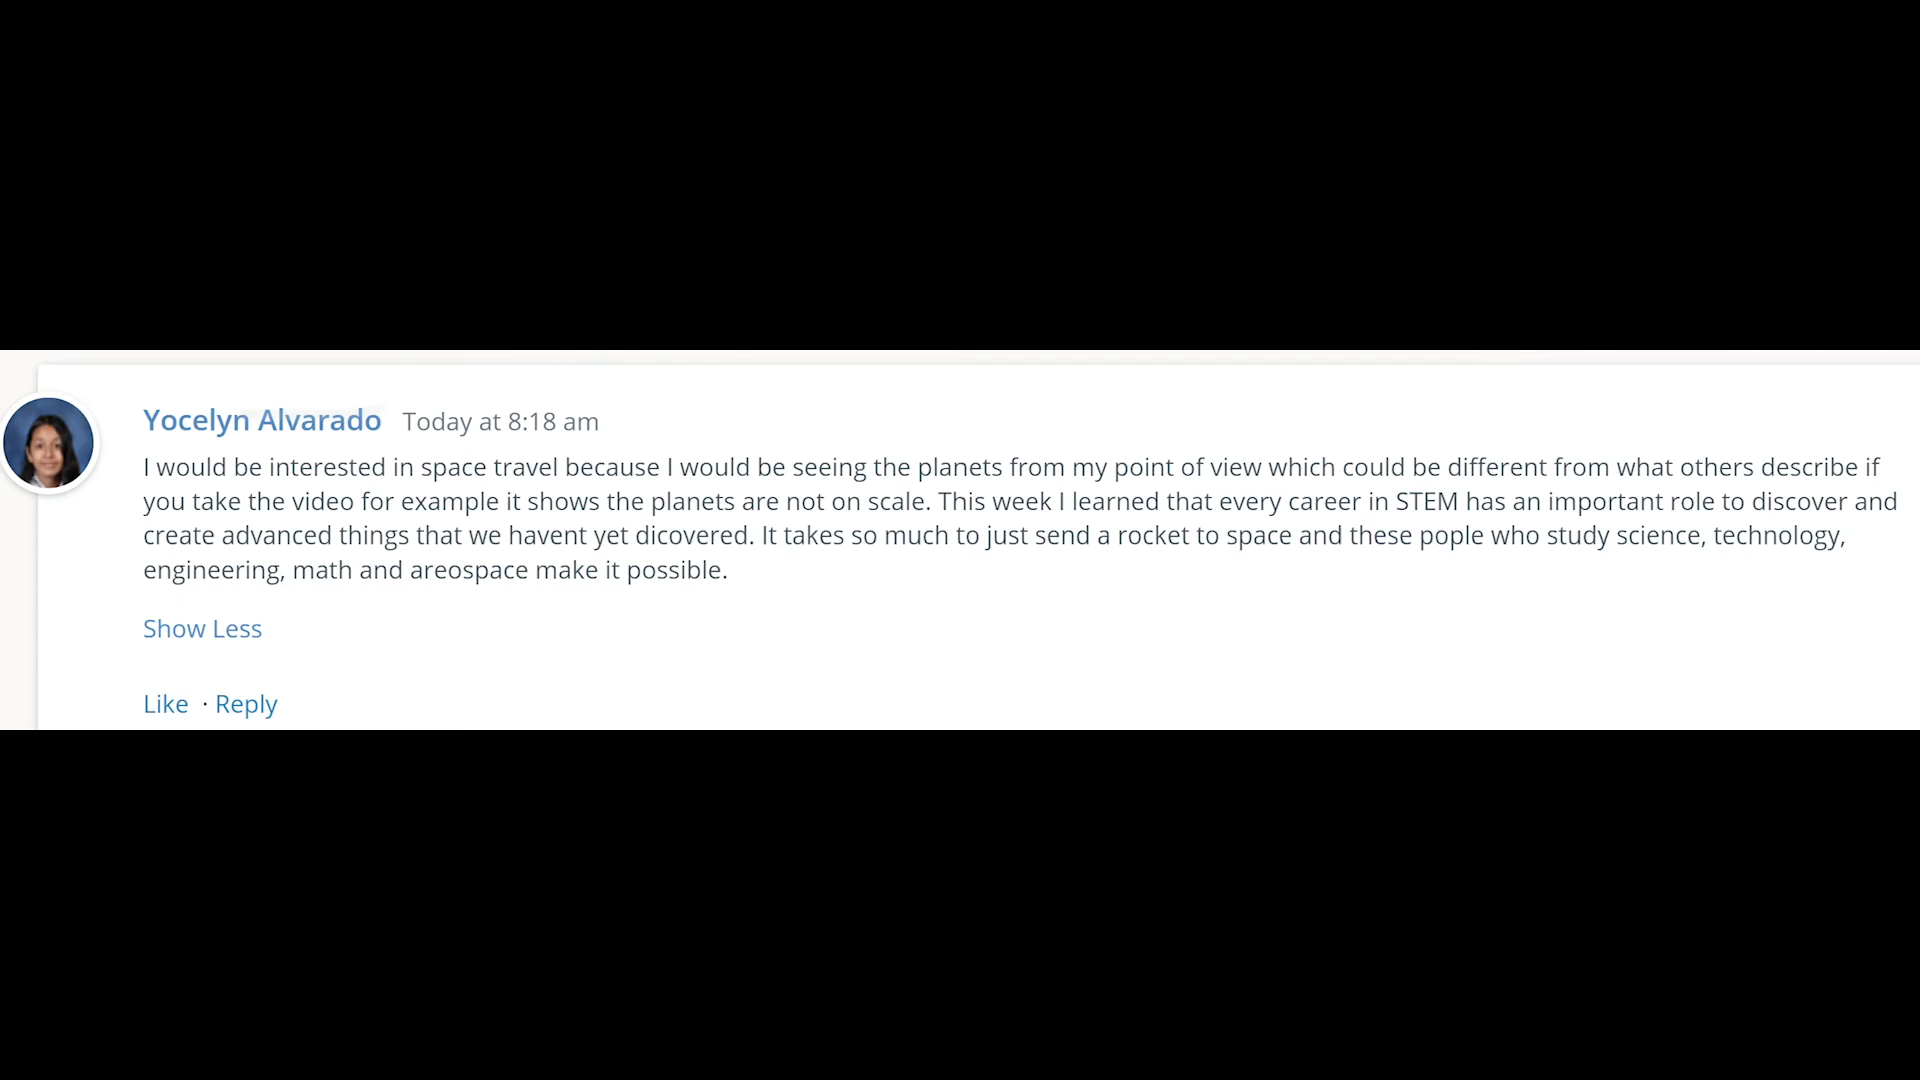 Yocelyn Alvarado Today at 8:18 am
I would be interested in space travel because I would be seeing the planets from my point of view which could be different from what others describe if
you take the video for example it shows the planets are not on scale. This week I learned that every career in STEM has an important role to discover and
create advanced things that we havent yet dicovered. It takes so much to just send a rocket to space and these pople who study science, technology,
engineering, math and areospace make it possible.
Show Less
Like · Reply